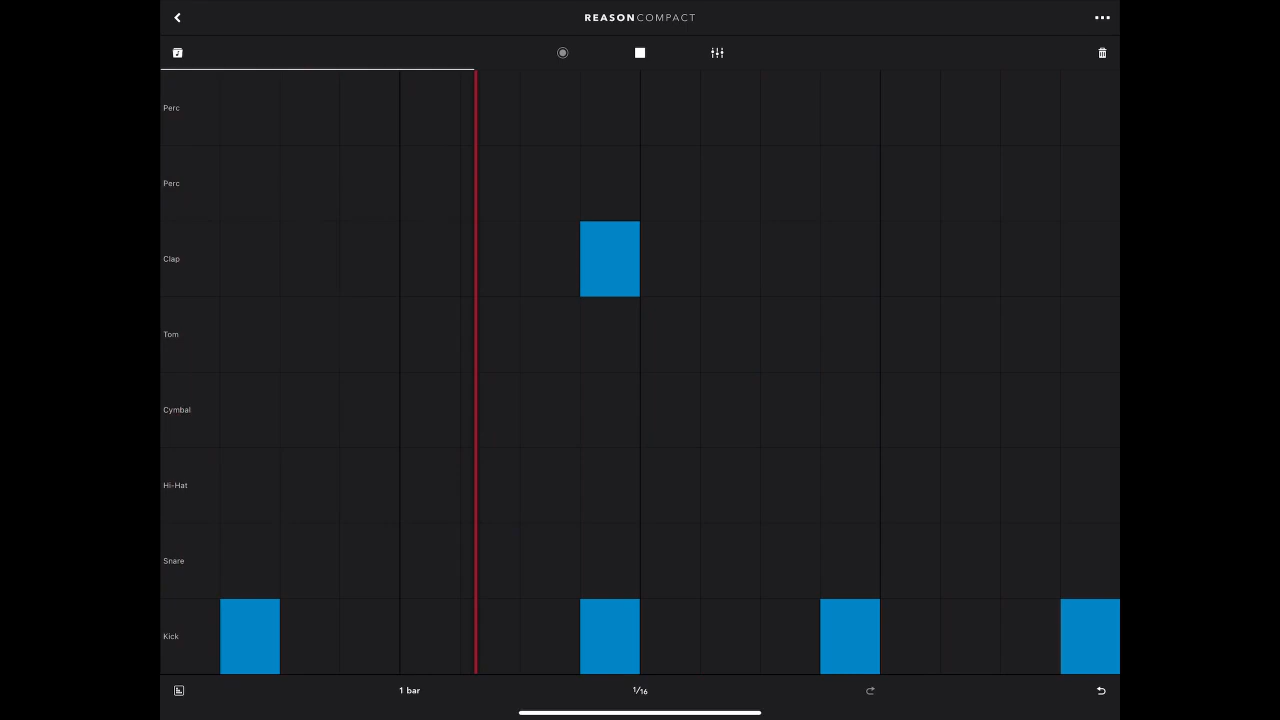 REASONCOMPACT
Perc
Perc
Clap
Tom
Cymbal
Hi-Hat
Snare
Kick
1 bar
1/16